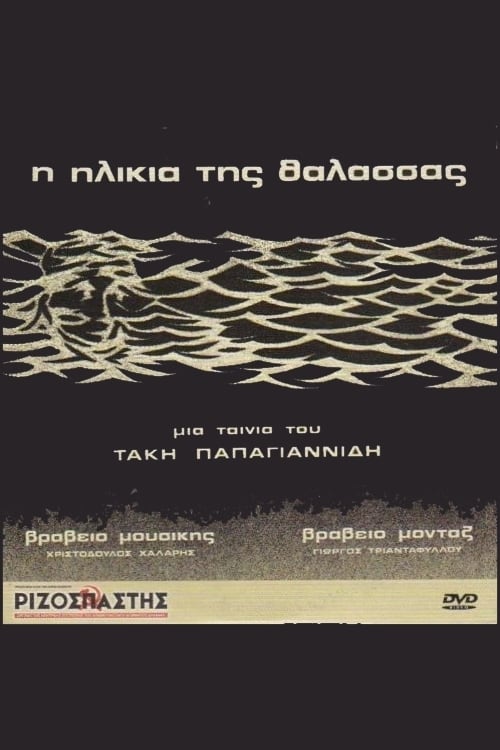 η ηλικια της θαλασσας
μια ταινια του
ΤΑΚΗ ΠΑΠΑΓΙΑΝΝΙΔΗ
βραβειο μουσικης
ΧΡΙΣΤΟΔΟΥΛΟΣ ΧΑΛΑΡΗΣ
βραβειο μονταζ
ΓΙΩΡΓΟΣ ΤΡΙΑΝΤΑΦΥΛΛΟΥ
ΡΙΖΟΣΠΑΣΤΗΣ
DVD
VIDEO